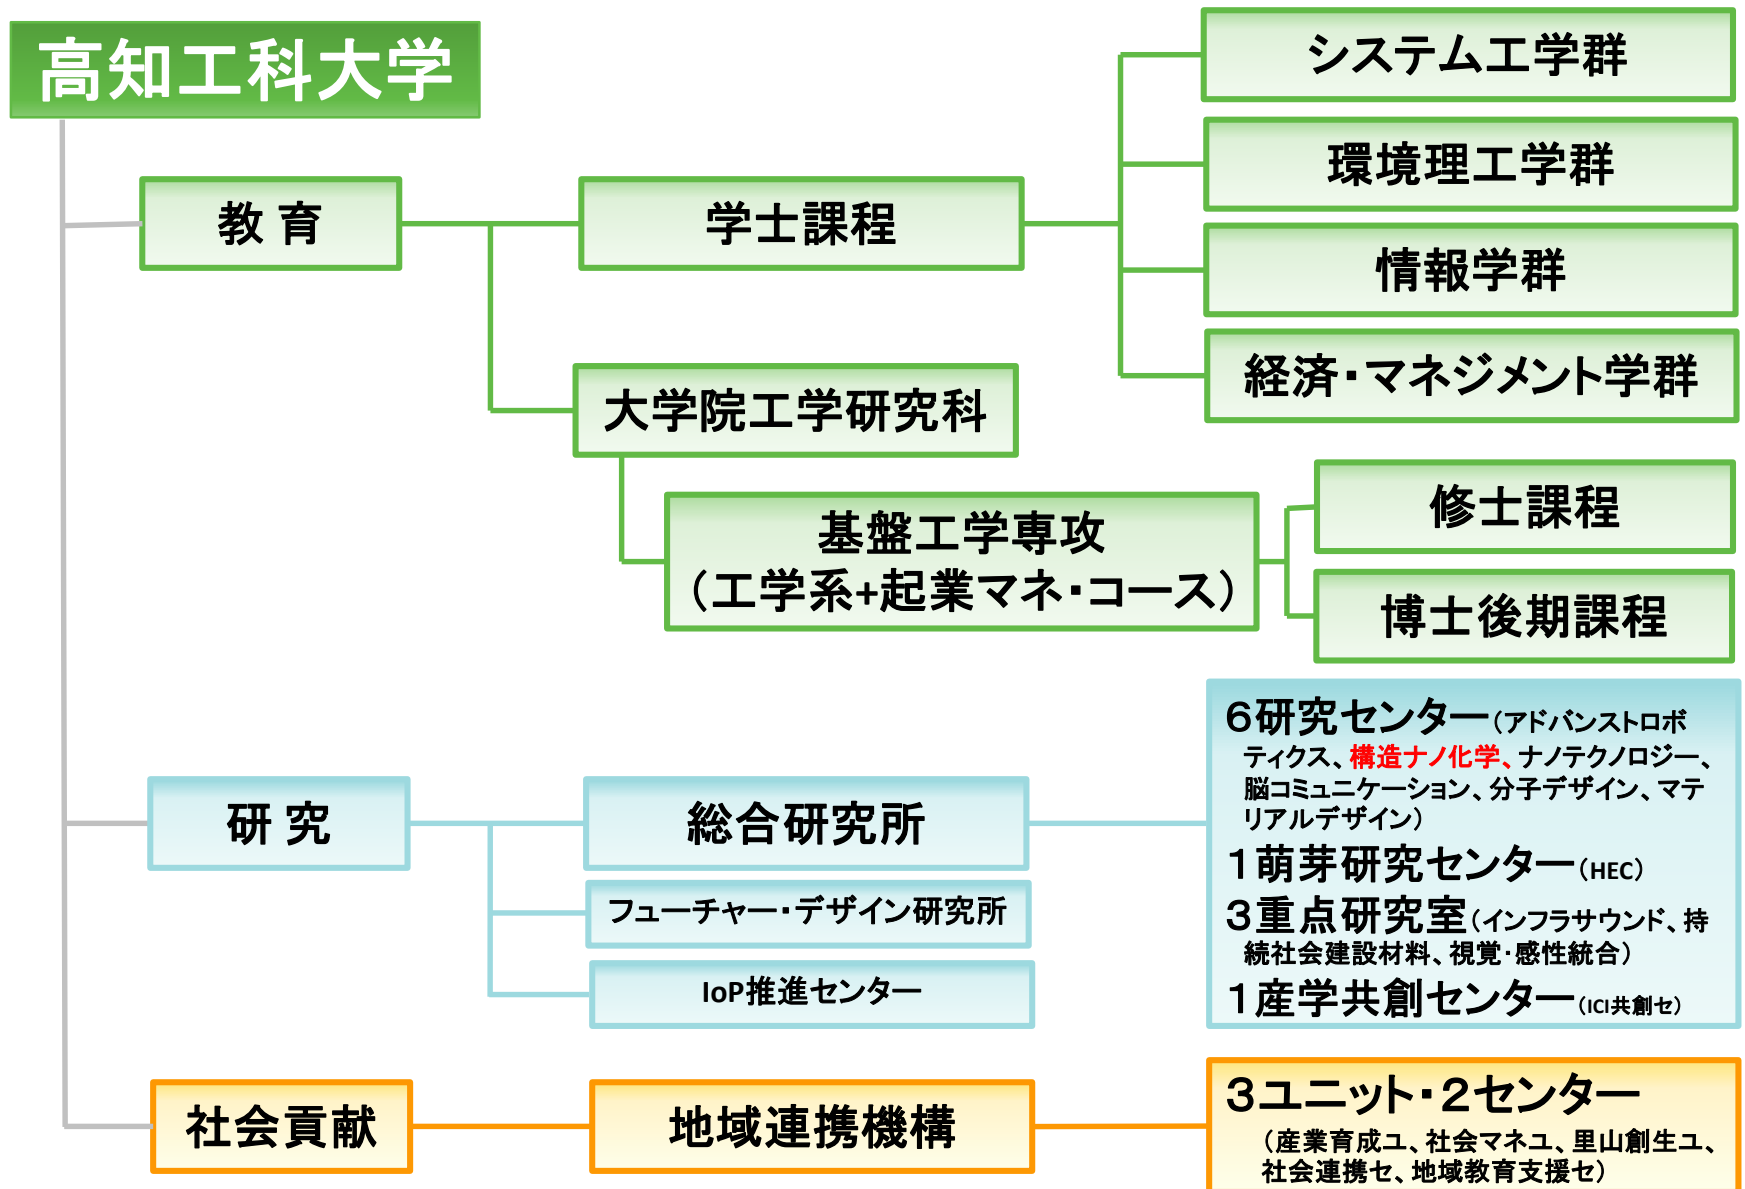 高知工科大学
教 育
学士課程
システム工学群
環境理工学群
情報学群
経済・マネジメント学群
大学院工学研究科
基盤工学専攻
（工学系+起業マネ・コース）
修士課程
博士後期課程
研 究
総合研究所
フューチャー・デザイン研究所
IoP推進センター
６研究センター（アドバンストロボ
ティクス、構造ナノ化学、ナノテクノロジー、
脳コミュニケーション、分子デザイン、マテ
リアルデザイン）
１萌芽研究センター（HEC）
３重点研究室（インフラサウンド、持
続社会建設材料、視覚・感性統合）
１産学共創センター（ICI共創セ）
社会貢献
地域連携機構
３ユニット・２センター
（産業育成ユ、社会マネユ、里山創生ユ、
社会連携セ、地域教育支援セ）